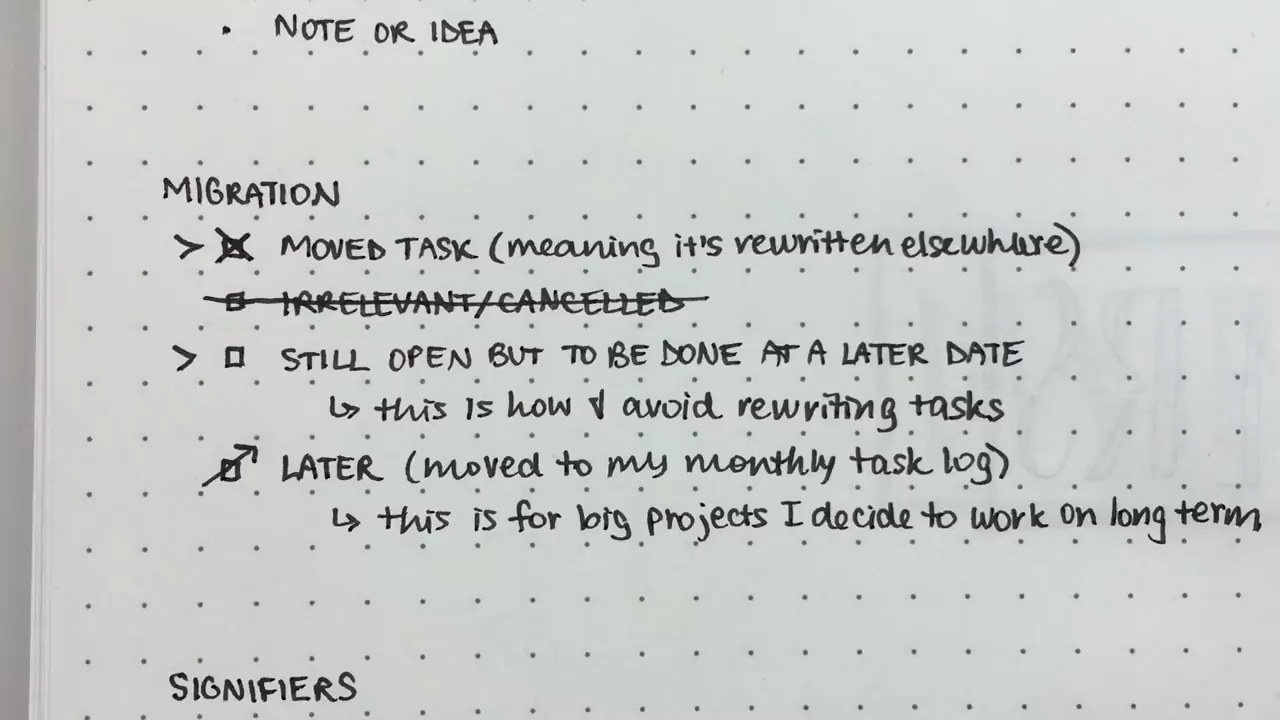 • NOTE OR IDEA
MIGRATION
> ☒ MOVED TASK (meaning it's rewritten elsewhere)
☐ IRRELEVANT/CANCELLED
> ☐ STILL OPEN BUT TO BE DONE AT A LATER DATE
↳ this is how I avoid rewriting tasks
LATER (moved to my monthly task log)
↳ this is for big projects I decide to work on long term
SIGNIFIERS